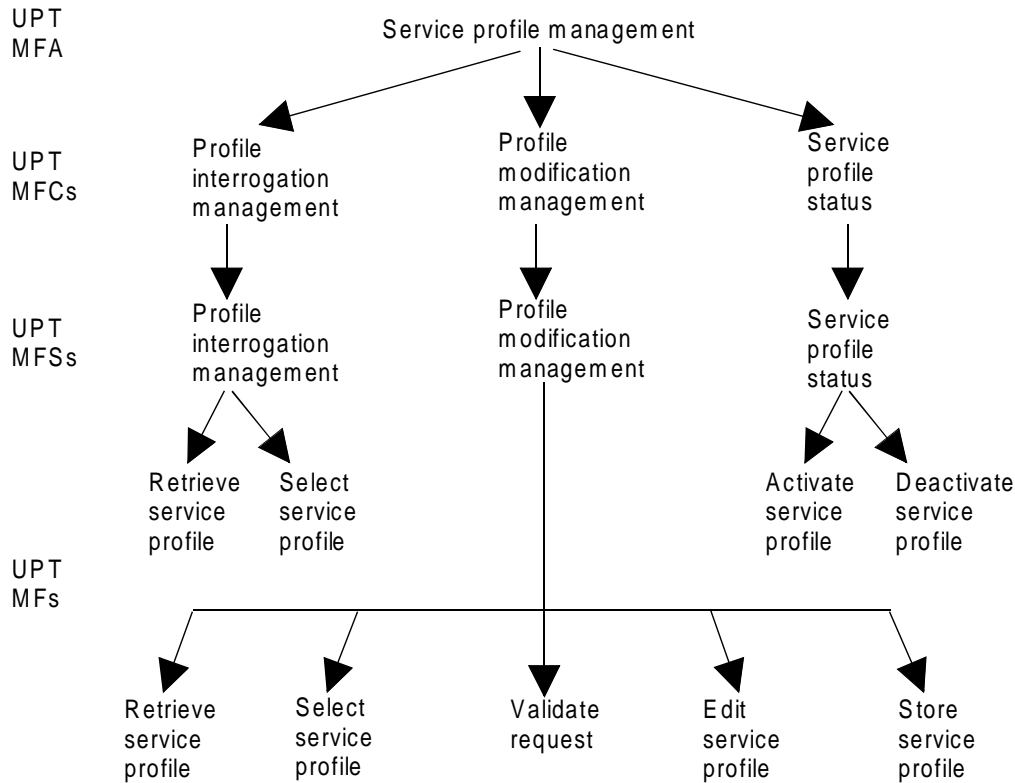 UPT
MFA
Service profile management
UPT
MFCs
Profile
interrogation
management
Profile
modification
management
Service
profile
status
UPT
MFSs
Profile
interrogation
management
Profile
modification
management
Service
profile
status
Retrieve
service
profile
Select
service
profile
Activate
service
profile
Deactivate
service
profile
UPT
MFs
Retrieve
service
profile
Select
service
profile
Validate
request
Edit
service
profile
Store
service
profile